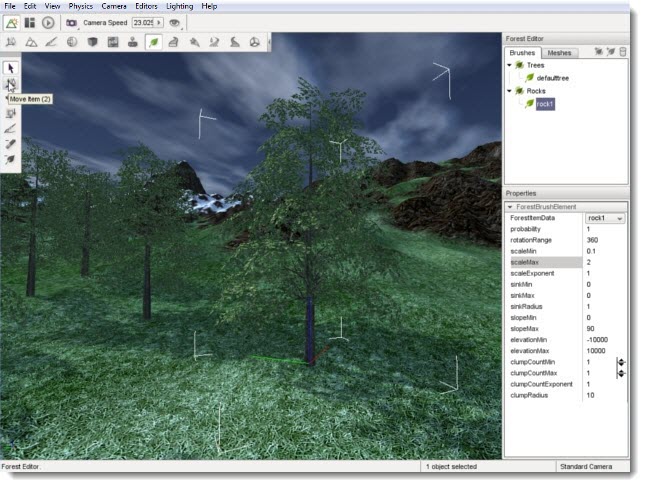 File Edit View Physics Camera Editors Lighting Help
Camera Speed 23.025
Forest Editor
Brushes Meshes
Trees
defaulttree
Rocks
rock1
Move Item (2)
Properties
ForestBrushElement
ForestItemData rock1
probability 1
rotationRange 360
scaleMin 0.1
scaleMax 2
scaleExponent 1
sinkMin 0
sinkMax 0
sinkRadius 1
slopeMin 0
slopeMax 90
elevationMin -10000
elevationMax 10000
clumpCountMin 1
clumpCountMax 1
clumpCountExponent 1
clumpRadius 10
Forest Editor. 1 object selected Standard Camera